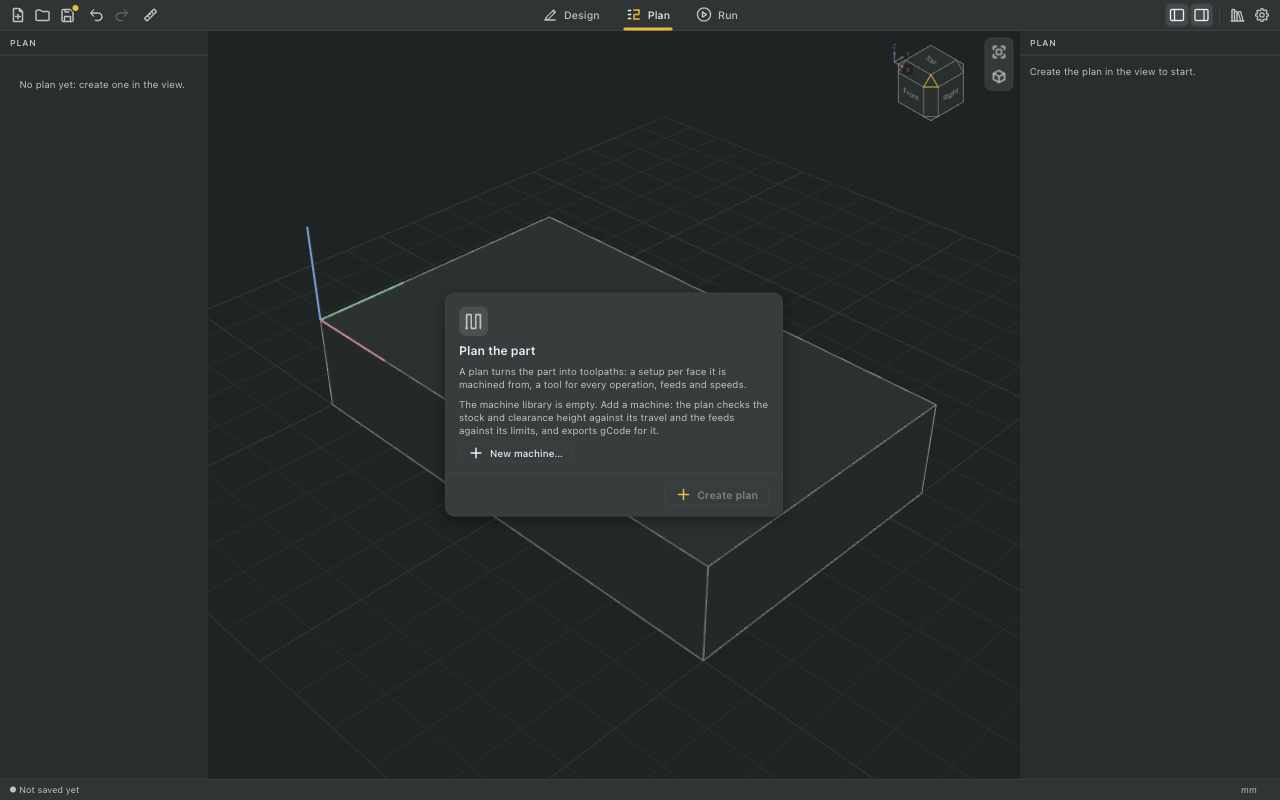 Design
Plan
Run
PLAN
No plan yet: create one in the view.
PLAN
Create the plan in the view to start.
Z
Top
Front
Right
Plan the part
A plan turns the part into toolpaths: a setup per face it is
machined from, a tool for every operation, feeds and speeds.
The machine library is empty. Add a machine: the plan checks the
stock and clearance height against its travel and the feeds
against its limits, and exports gCode for it.
New machine...
Create plan
Not saved yet
mm